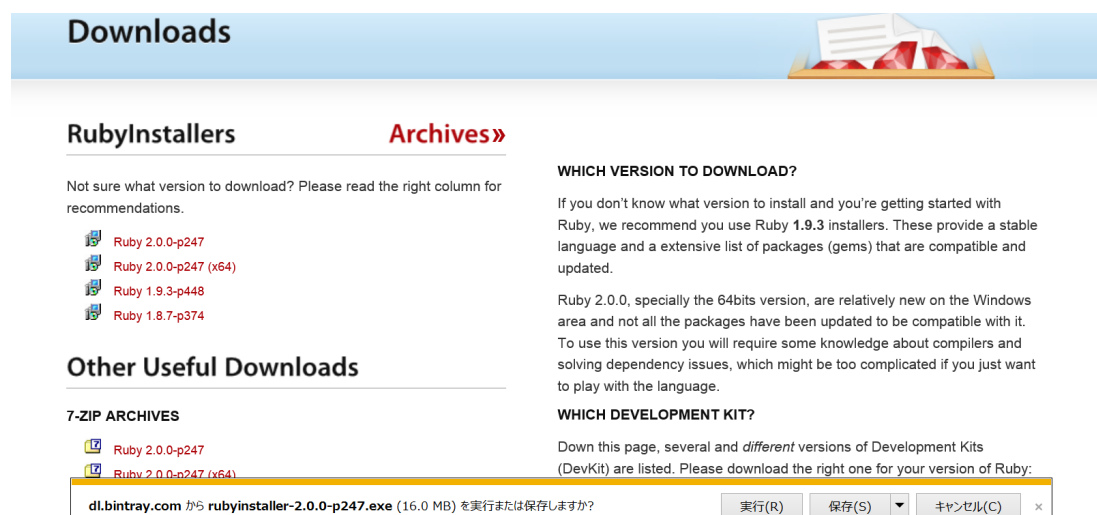 Downloads
RubyInstallers
Archives»
Not sure what version to download? Please read the right column for
recommendations.
Ruby 2.0.0-p247
Ruby 2.0.0-p247 (x64)
Ruby 1.9.3-p448
Ruby 1.8.7-p374
Other Useful Downloads
7-ZIP ARCHIVES
Ruby 2.0.0-p247
Ruby 2.0.0-p247 (x64)
WHICH VERSION TO DOWNLOAD?
If you don't know what version to install and you're getting started with
Ruby, we recommend you use Ruby 1.9.3 installers. These provide a stable
language and a extensive list of packages (gems) that are compatible and
updated.
Ruby 2.0.0, specially the 64bits version, are relatively new on the Windows
area and not all the packages have been updated to be compatible with it.
To use this version you will require some knowledge about compilers and
solving dependency issues, which might be too complicated if you just want
to play with the language.
WHICH DEVELOPMENT KIT?
Down this page, several and different versions of Development Kits
(DevKit) are listed. Please download the right one for your version of Ruby:
dl.bintray.com から rubyinstaller-2.0.0-p247.exe (16.0 MB) を実行または保存しますか?
実行(R)
保存(S)
キャンセル(C)
×